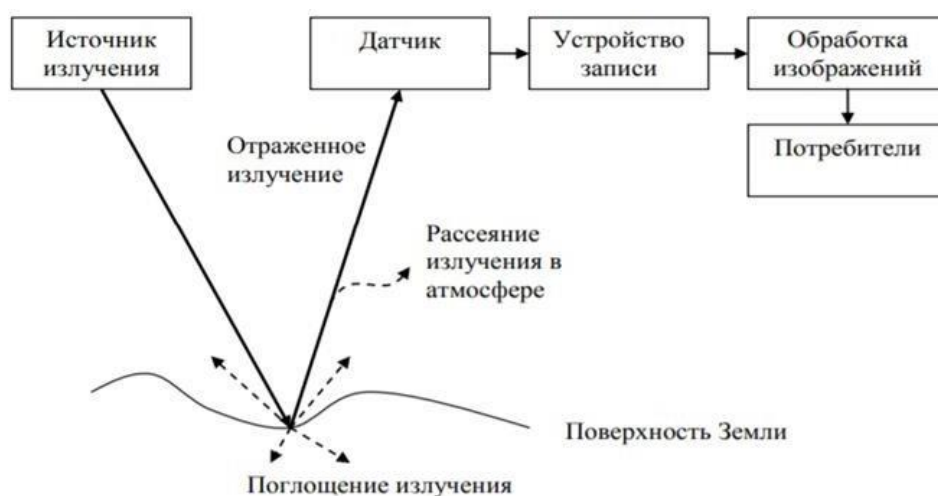 Источник
излучения
Датчик
Устройство
записи
Обработка
изображений
Потребители
Отраженное
излучение
Рассеяние
излучения в
атмосфере
Поверхность Земли
Поглощение излучения